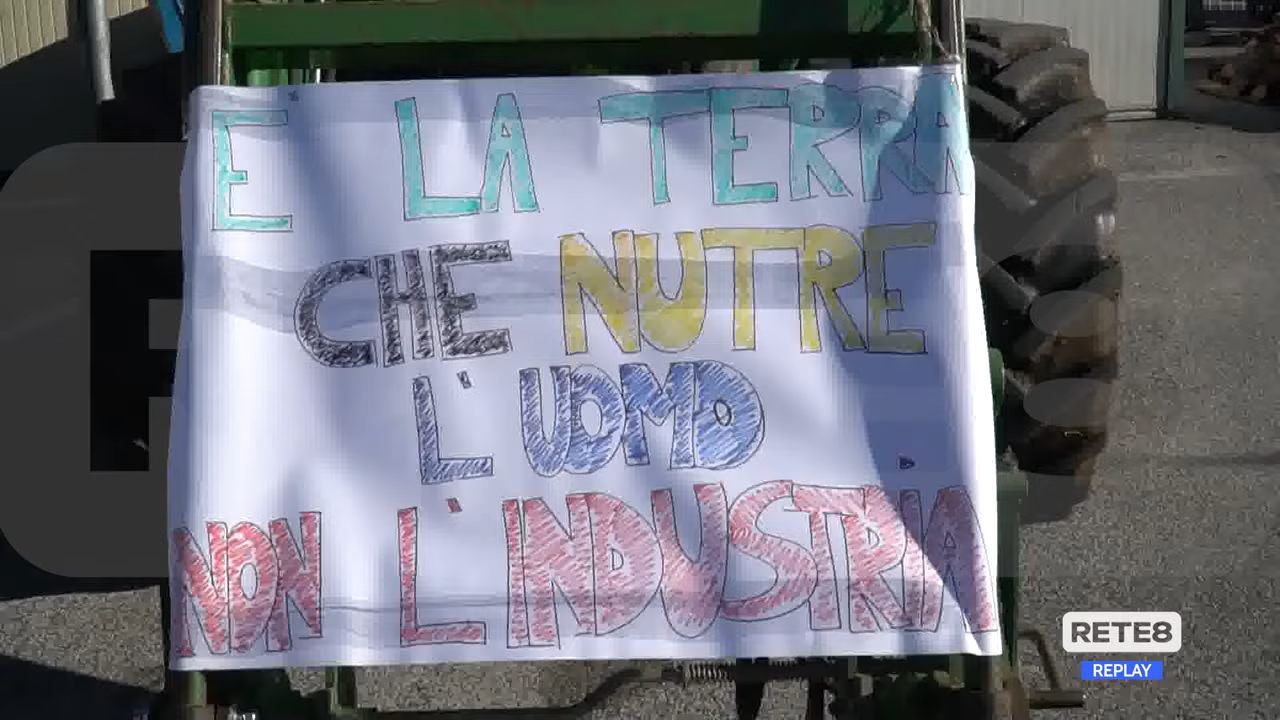 E' LA TERRA
CHE NUTRE
L'UOMO
NON L'INDUSTRIA
RETE8
REPLAY